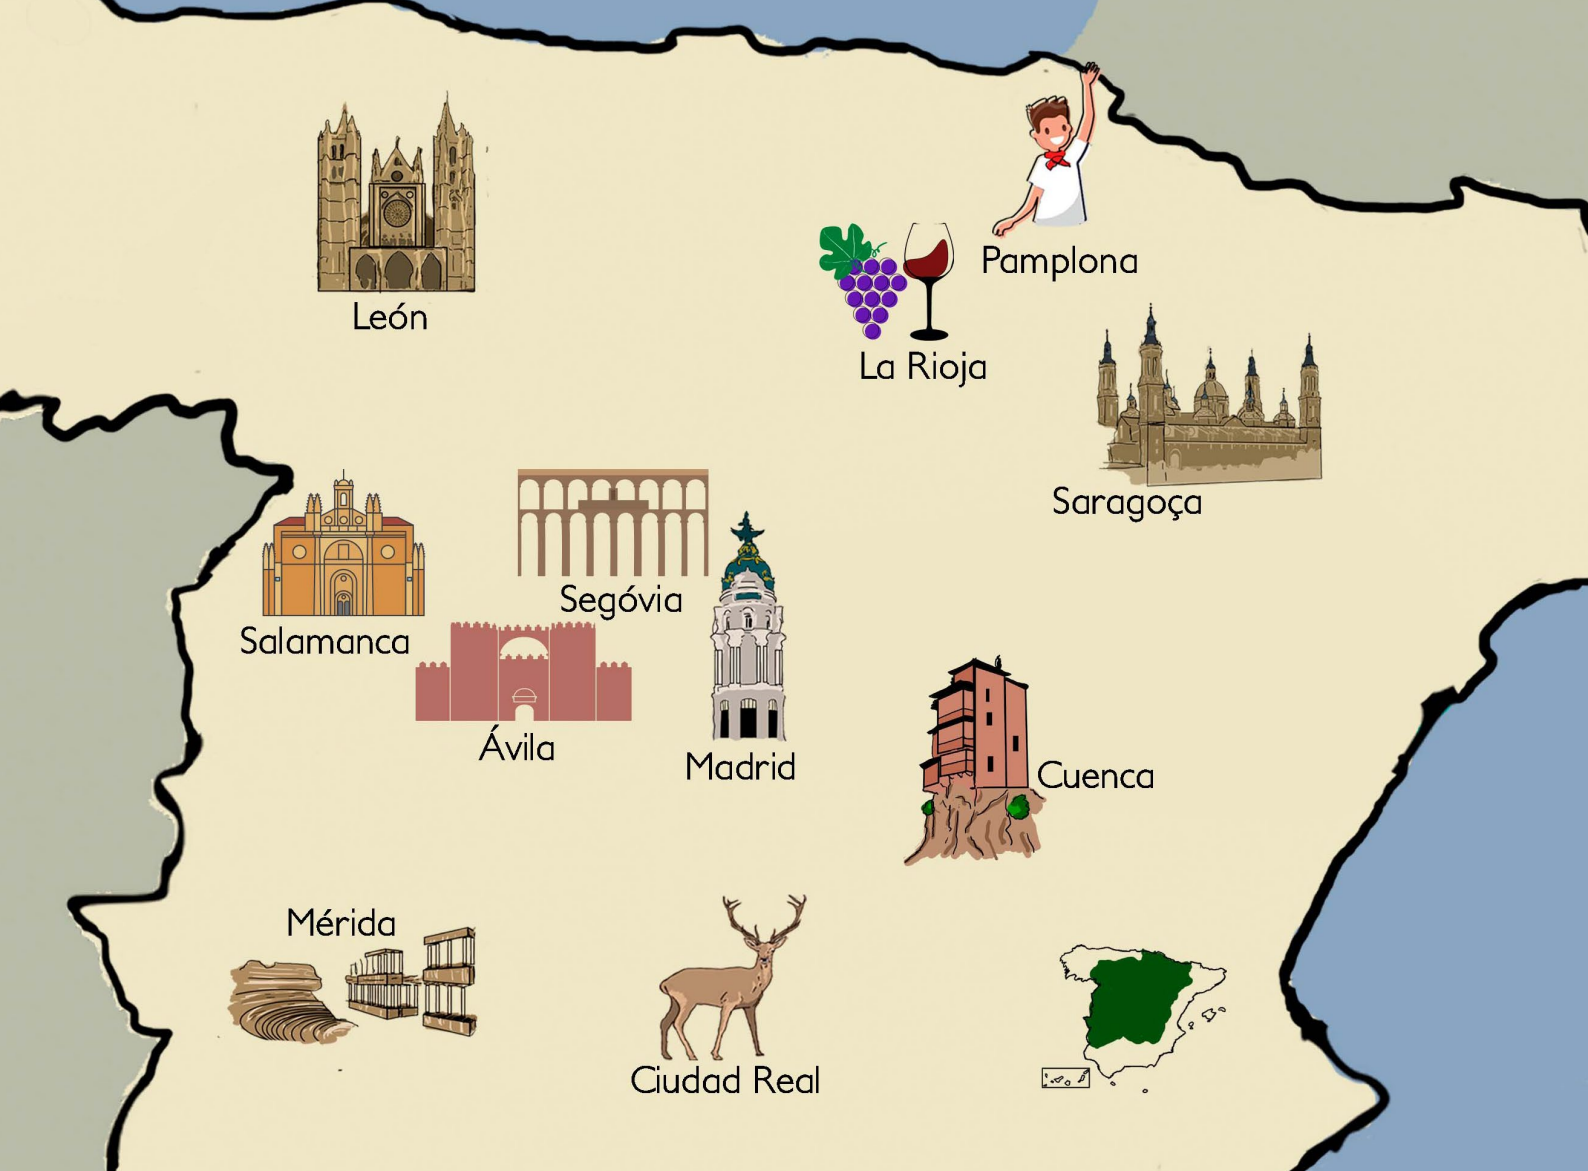 Pamplona
León
La Rioja
Saragoça
Segóvia
Salamanca
Ávila
Madrid
Cuenca
Mérida
Ciudad Real